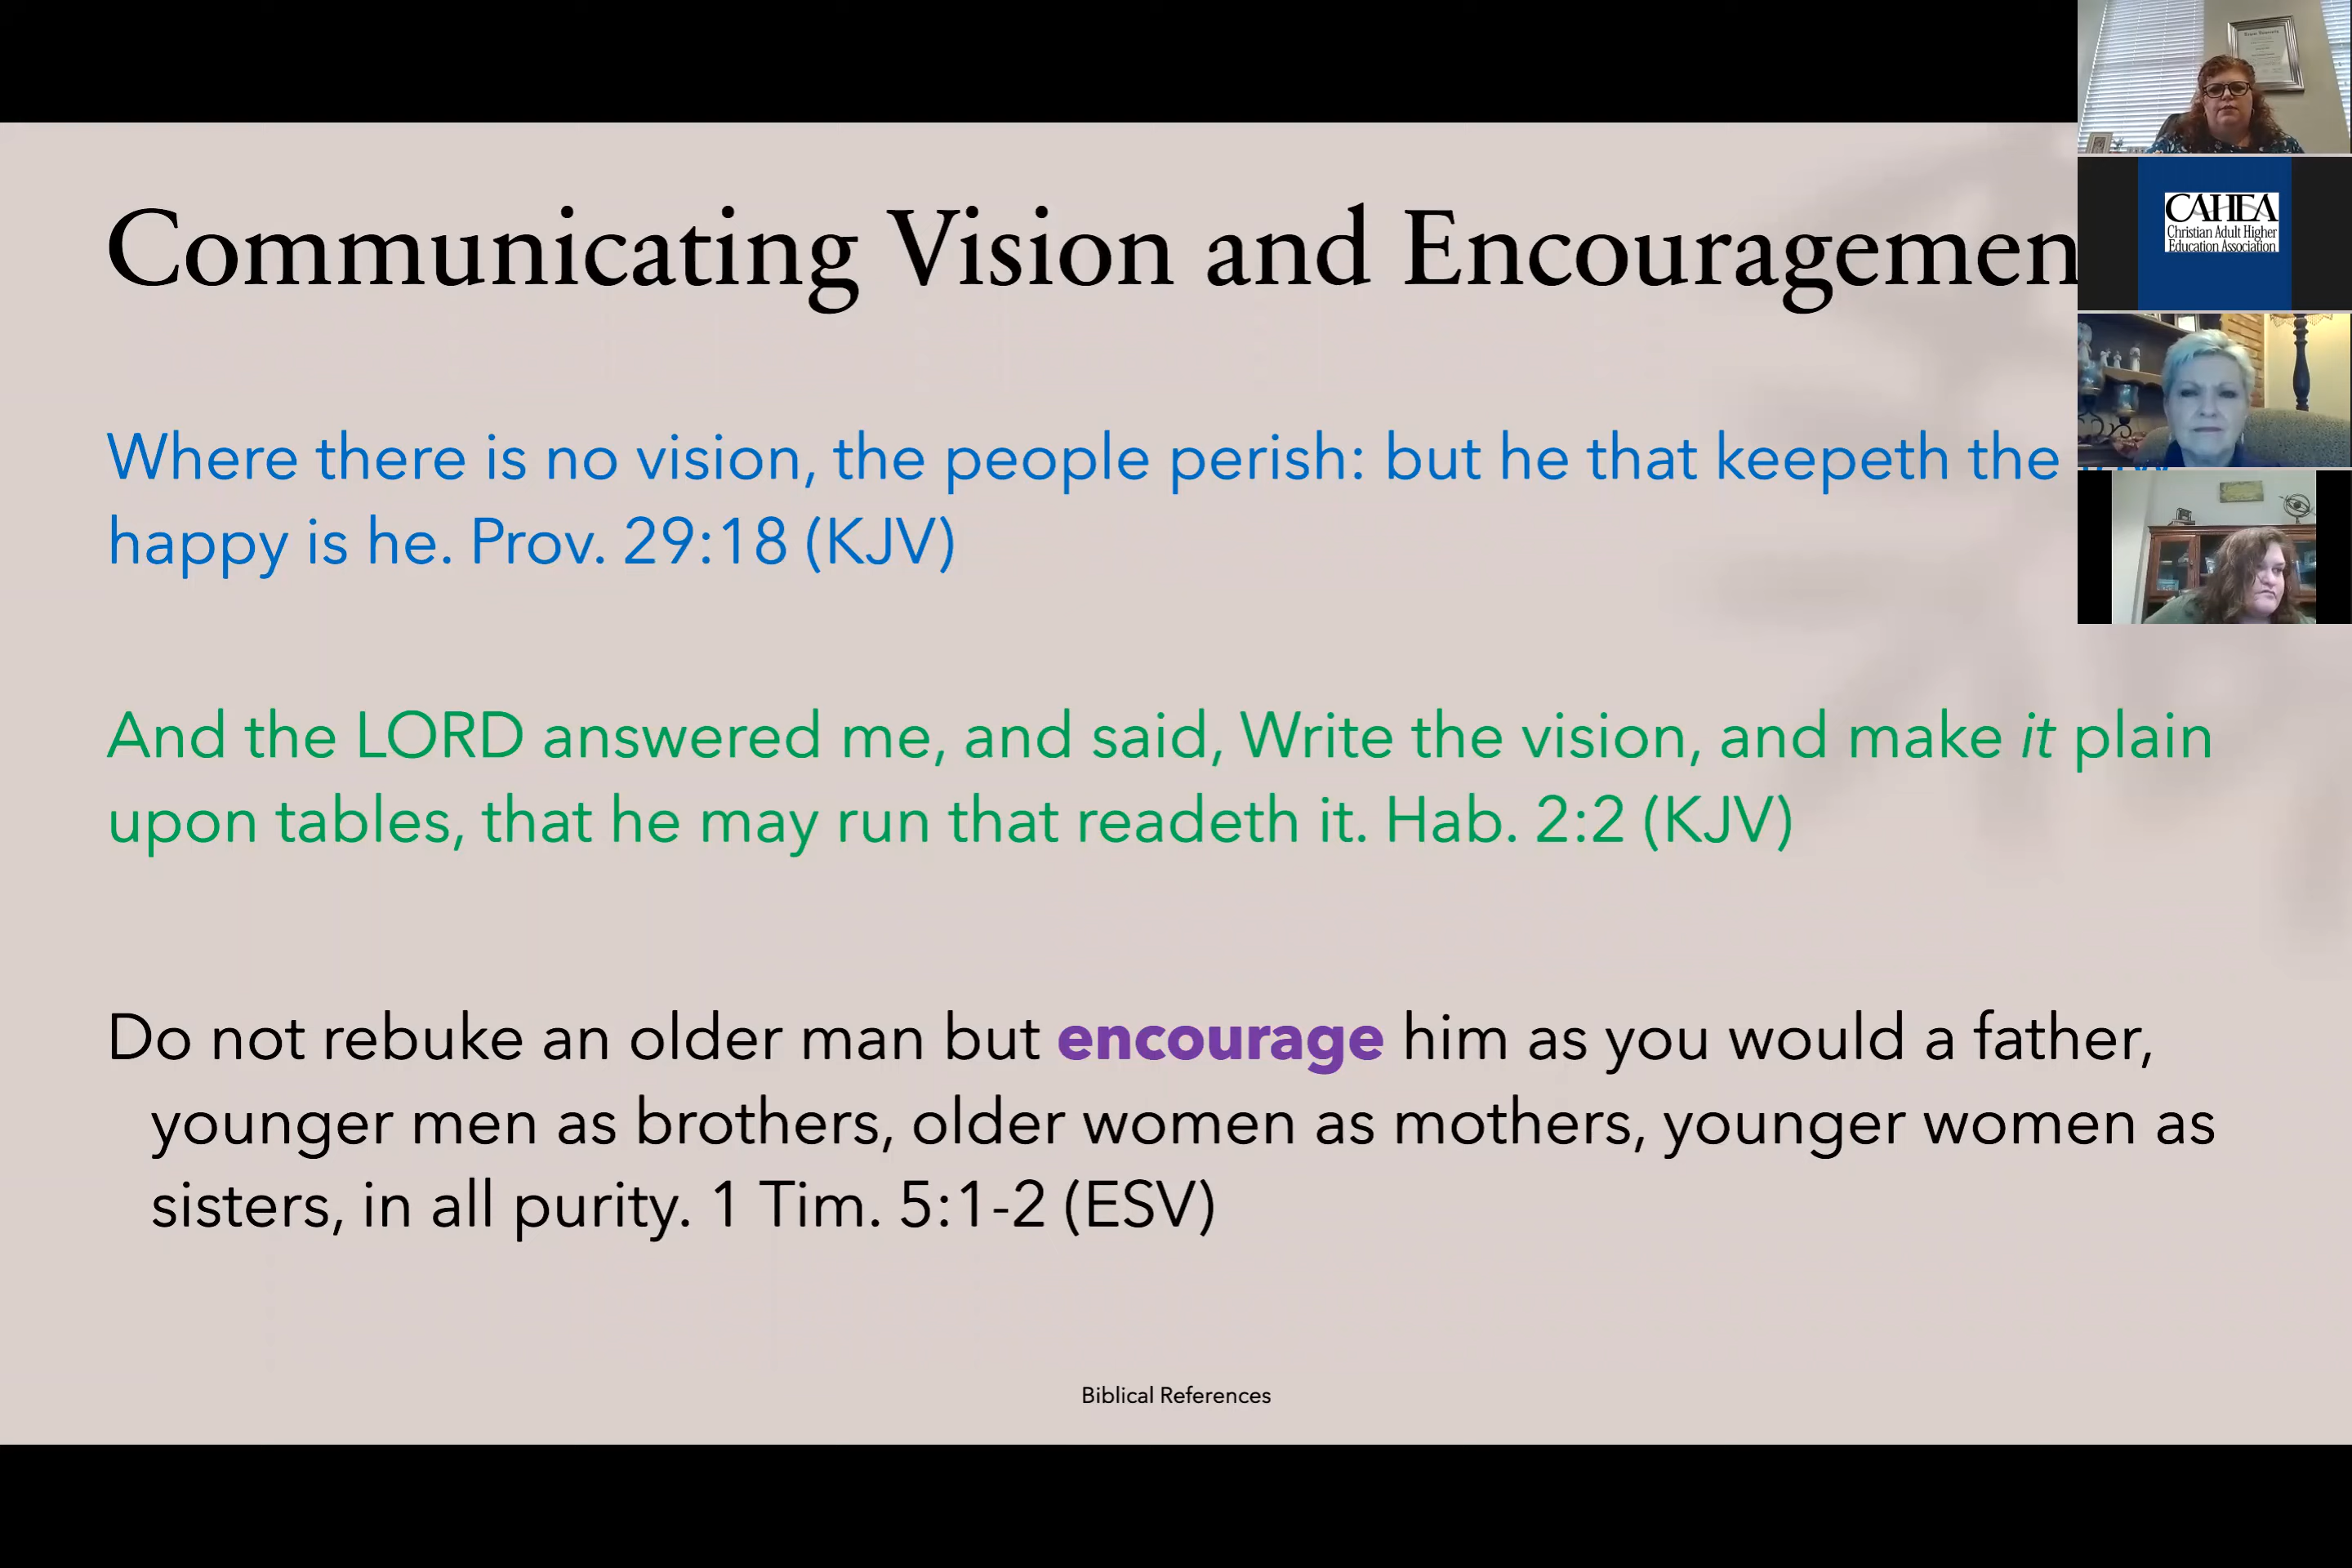 Communicating Vision and Encouragemen
Where there is no vision, the people perish: but he that keepeth the
happy is he. Prov. 29:18 (KJV)
And the LORD answered me, and said, Write the vision, and make it plain
upon tables, that he may run that readeth it. Hab. 2:2 (KJV)
Do not rebuke an older man but encourage him as you would a father,
younger men as brothers, older women as mothers, younger women as
sisters, in all purity. 1 Tim. 5:1-2 (ESV)
Biblical References
CAHEA
Christian Adult Higher
Education Association